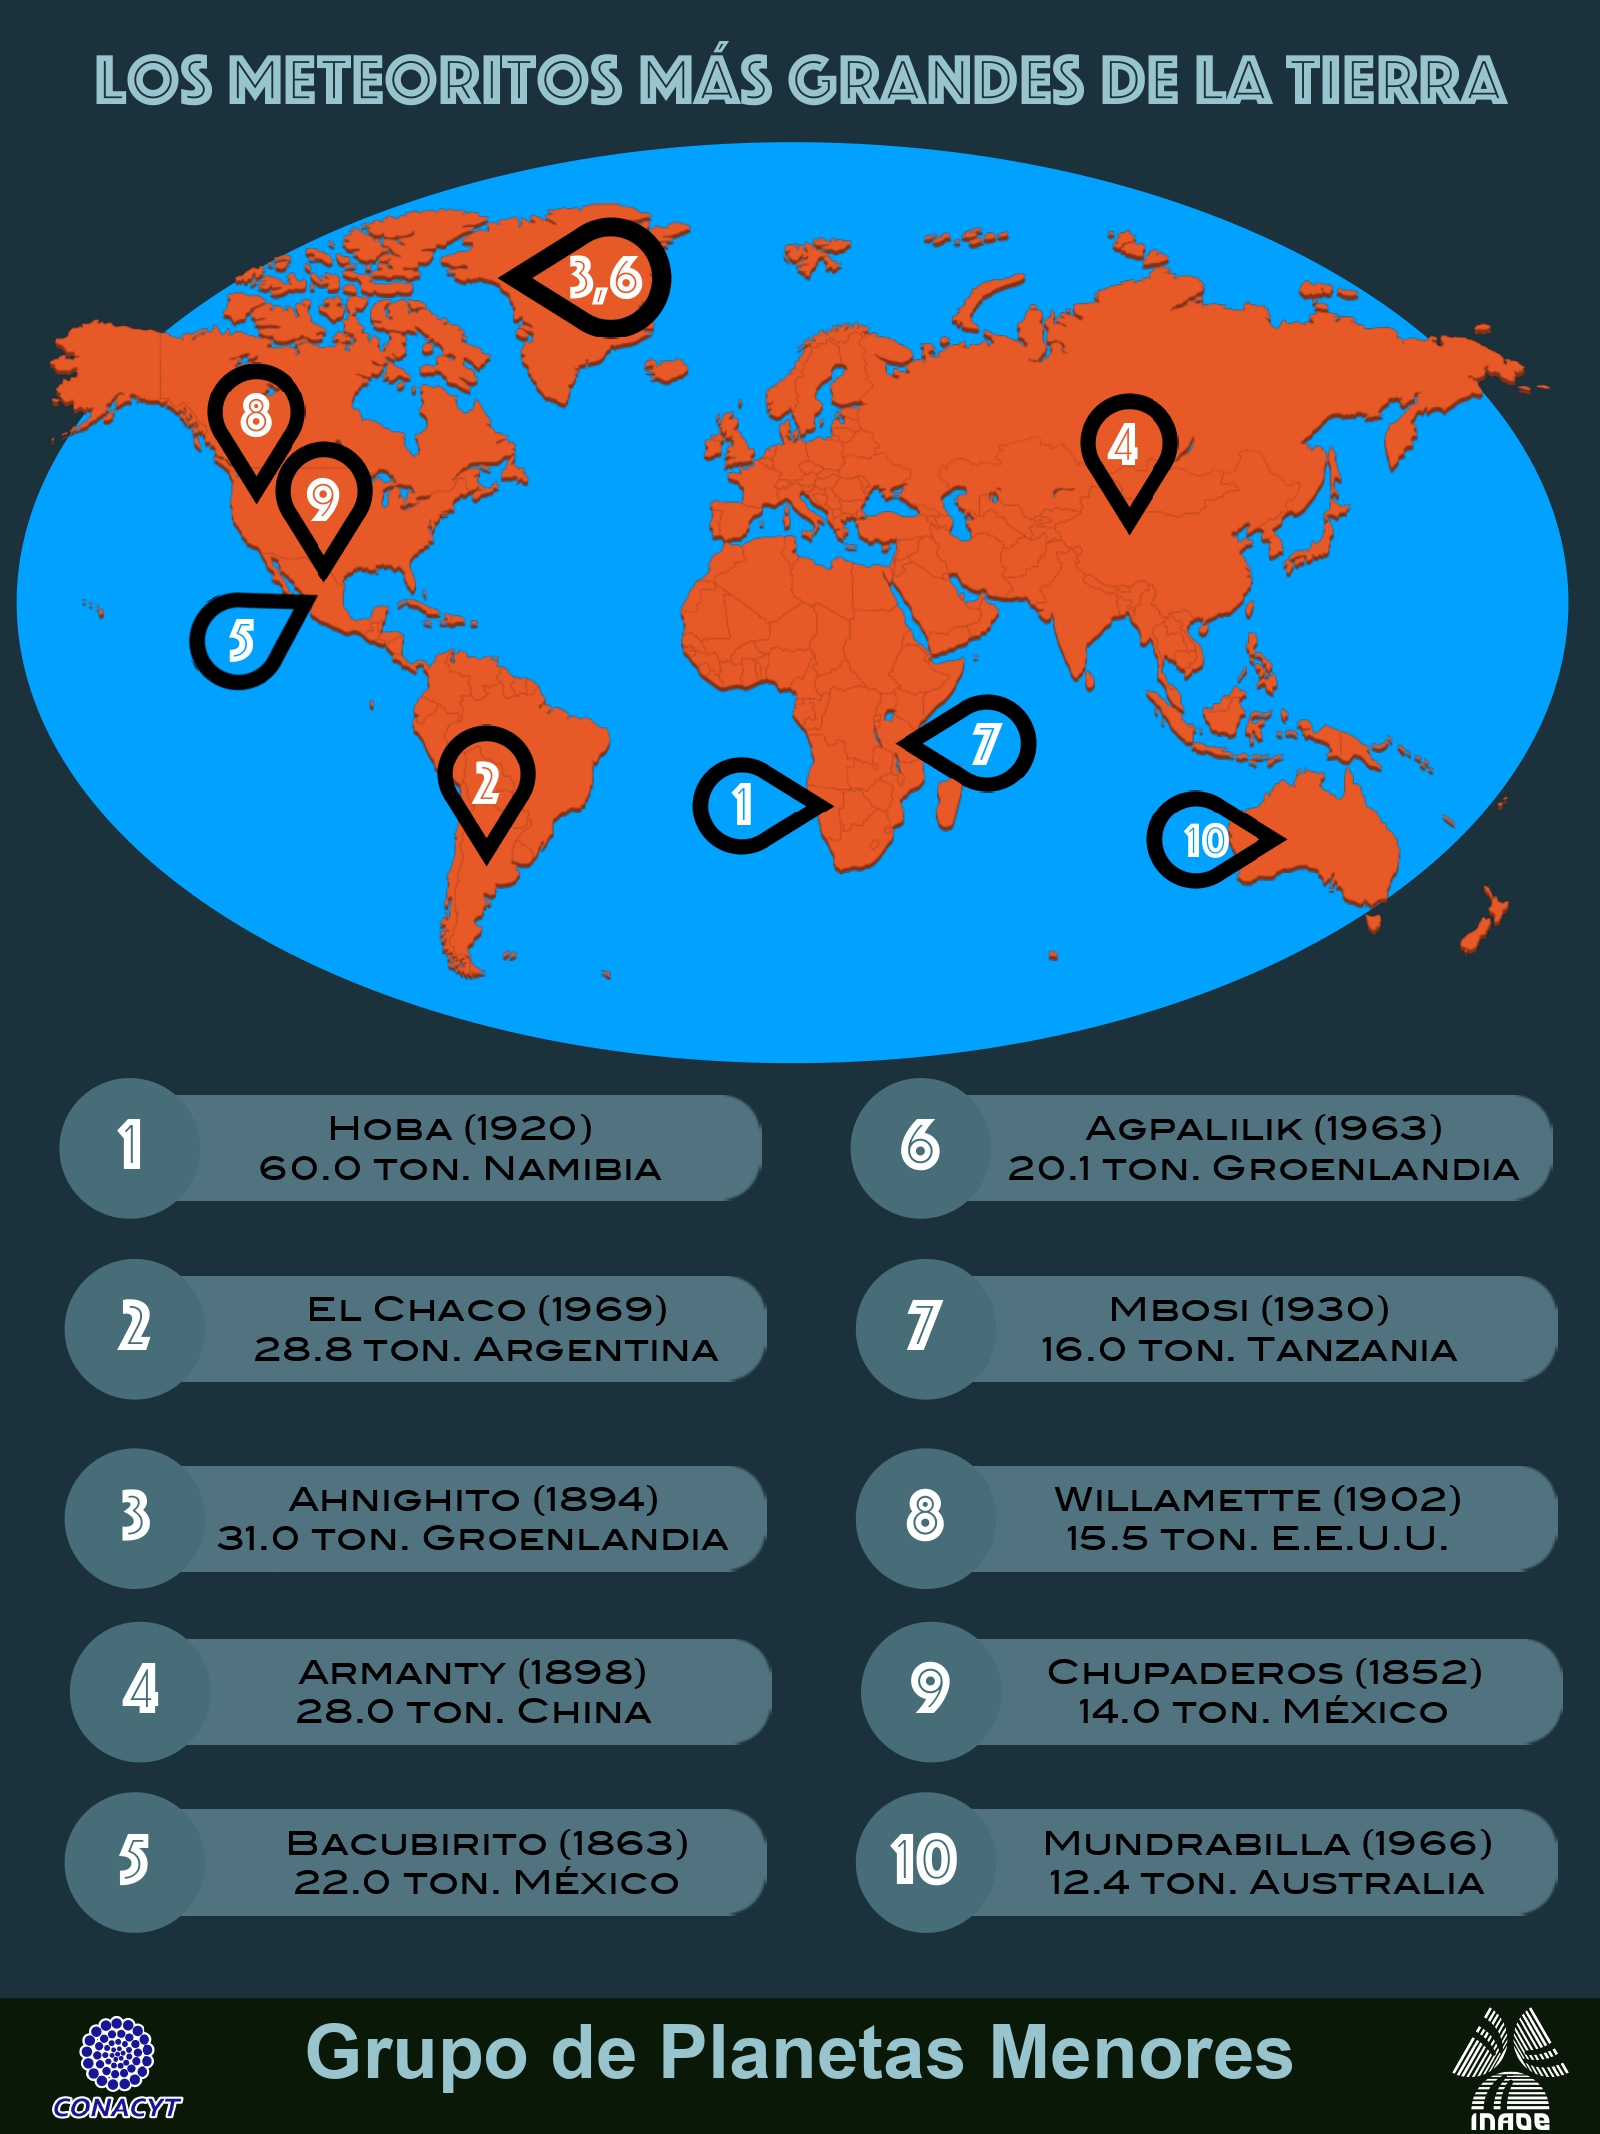 LOS METEORITOS MÁS GRANDES DE LA TIERRA
3,6
8
4
9
5
7
2
1
10
1
HOBA (1920)
60.0 TON. NAMIBIA
2
EL CHACO (1969)
28.8 TON. ARGENTINA
3
AHNIGHITO (1894)
31.0 TON. GROENLANDIA
4
ARMANTY (1898)
28.0 TON. CHINA
5
BACUBIRITO (1863)
22.0 TON. MÉXICO
6
AGPALILIK (1963)
20.1 TON. GROENLANDIA
7
MBOSI (1930)
16.0 TON. TANZANIA
8
WILLAMETTE (1902)
15.5 TON. E.E.U.U.
9
CHUPADEROS (1852)
14.0 TON. MÉXICO
10
MUNDRABILLA (1966)
12.4 TON. AUSTRALIA
CONACYT
Grupo de Planetas Menores
INAOE